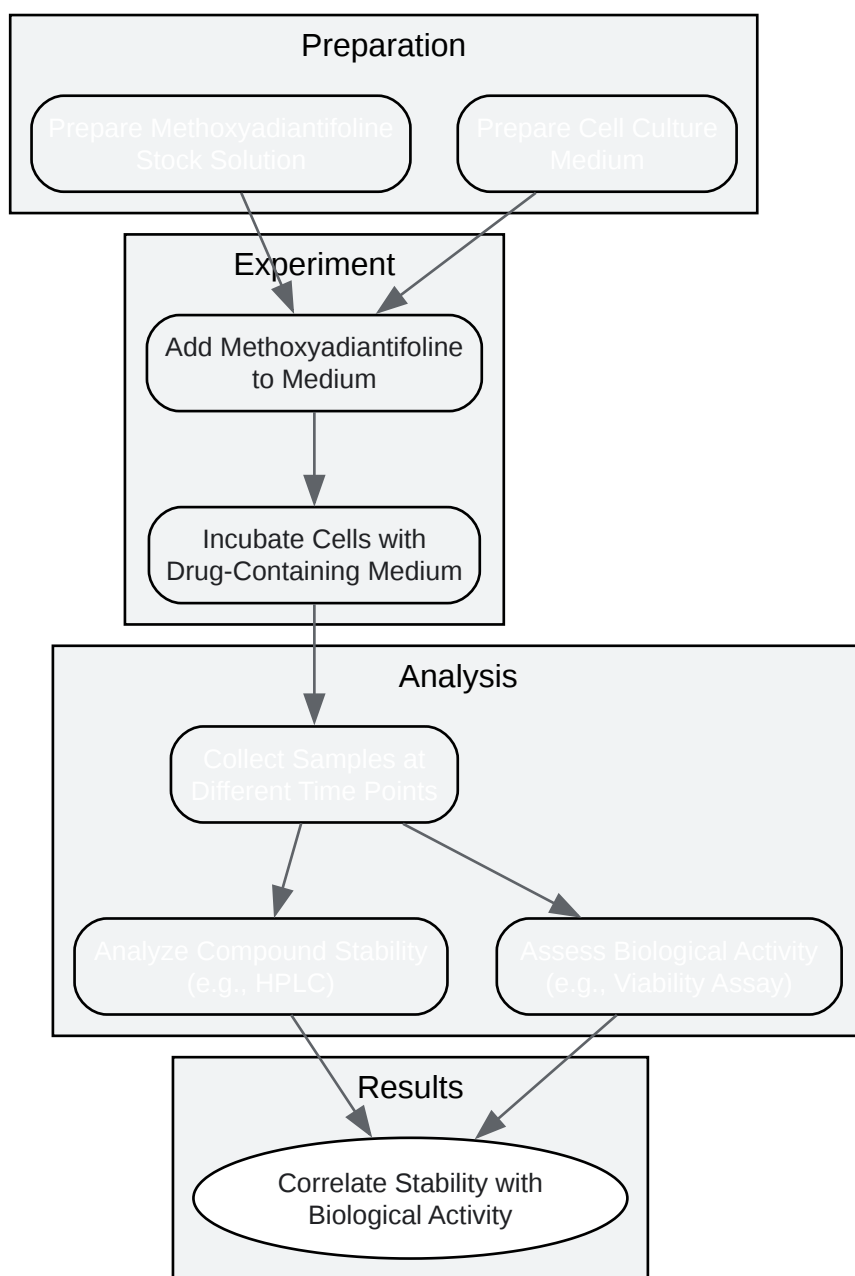 Preparation
Prepare Methoxyadiantifoline
Stock Solution
Prepare Cell Culture
Medium
Experiment
Add Methoxyadiantifoline
to Medium
Incubate Cells with
Drug-Containing Medium
Analysis
Collect Samples at
Different Time Points
Analyze Compound Stability
(e.g., HPLC)
Assess Biological Activity
(e.g., Viability Assay)
Results
Correlate Stability with
Biological Activity